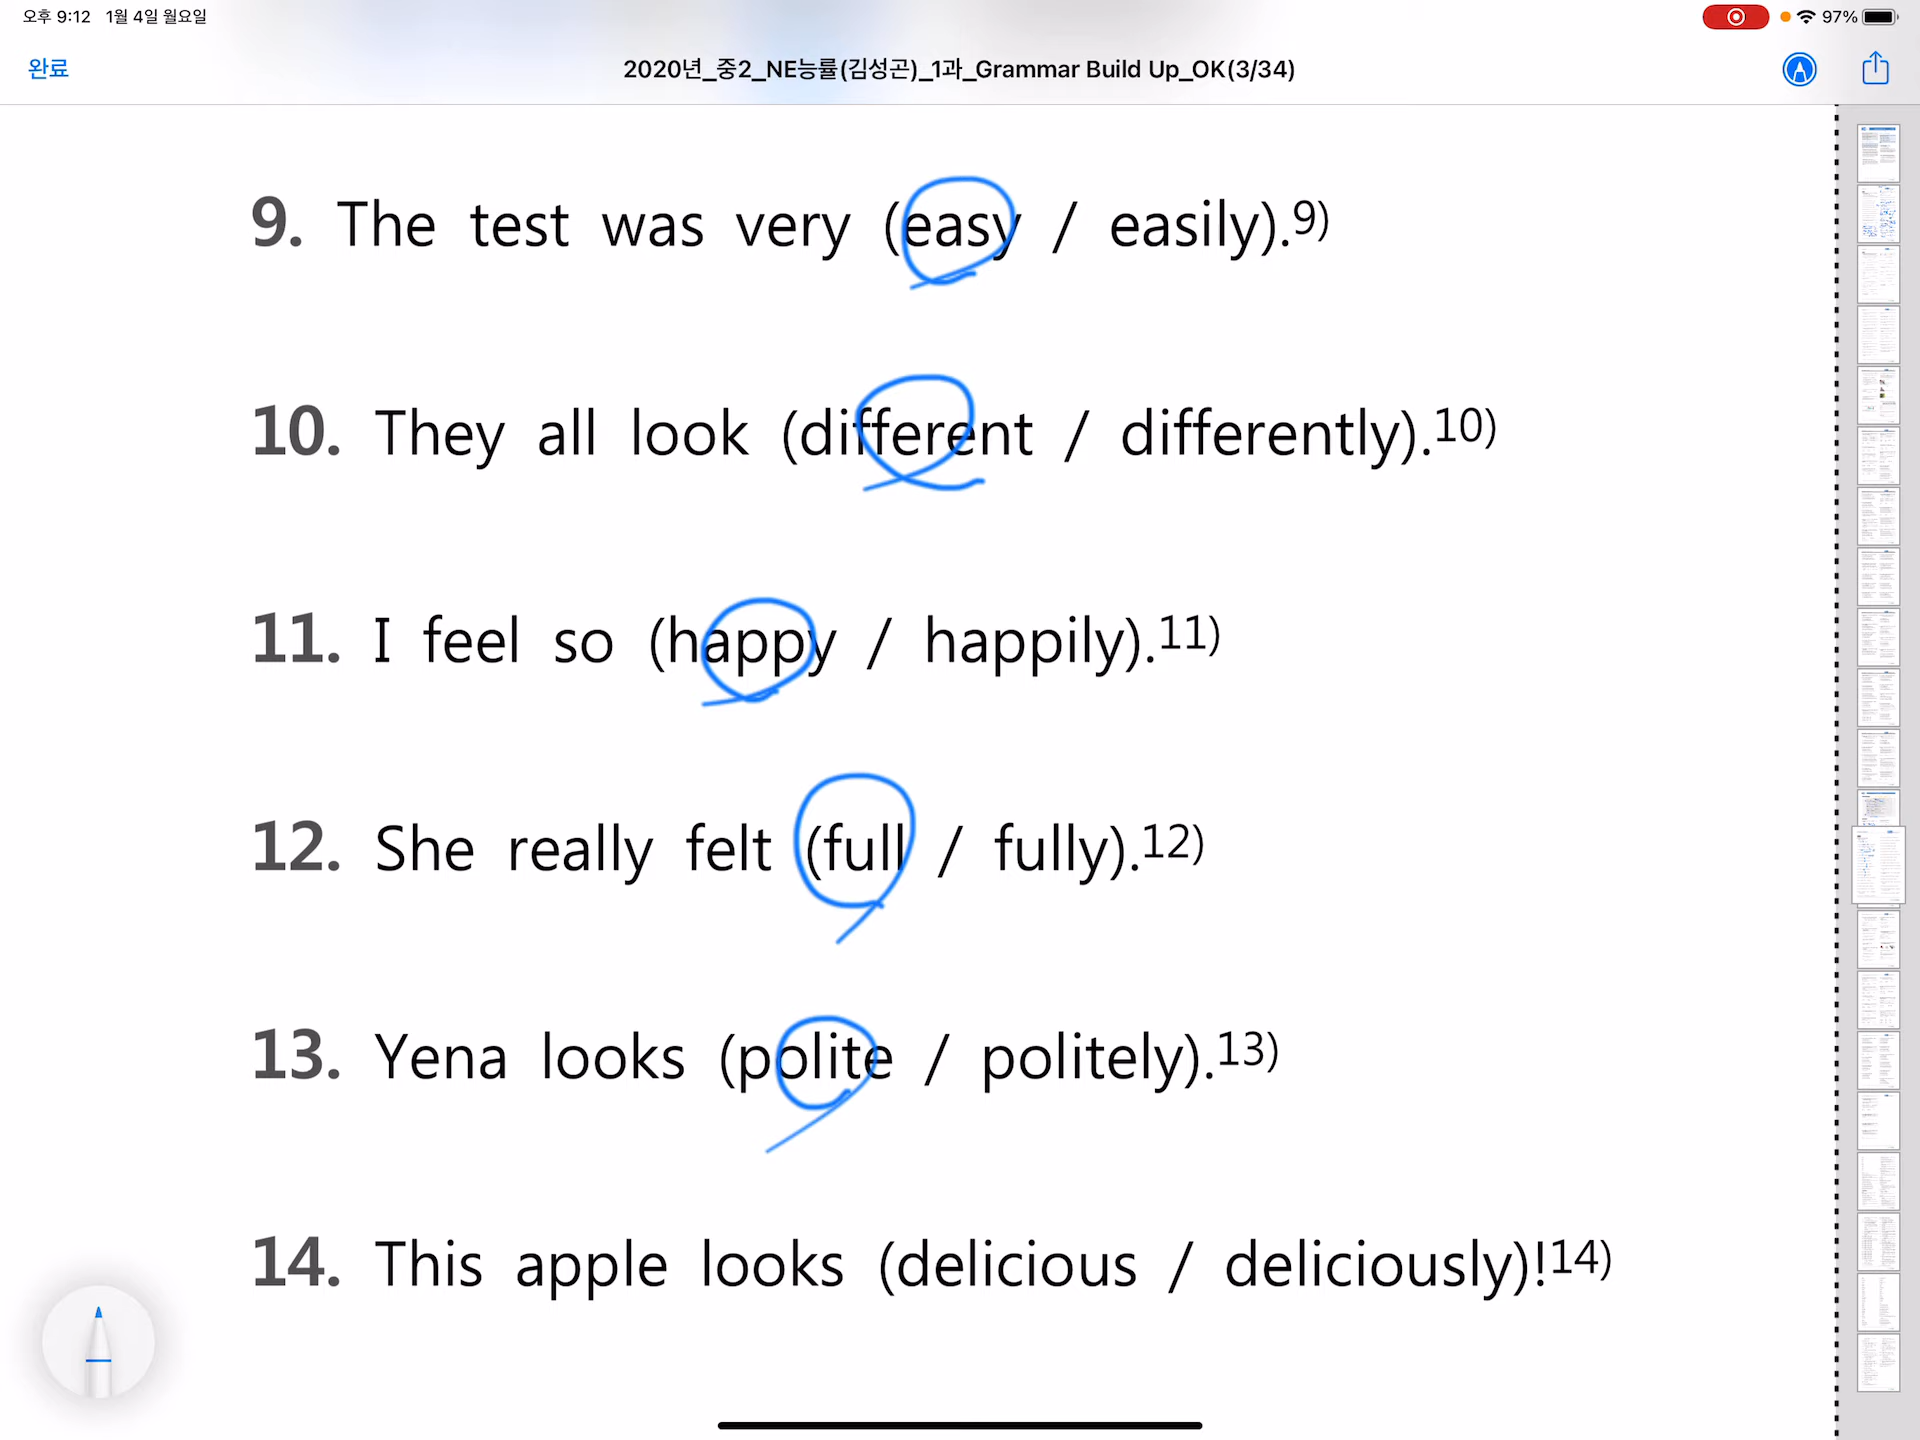 오후 9:12 1월 4일 월요일 97%
완료 2020년_중2_NE능률(김성곤)_1과_Grammar Build Up_OK(3/34)
9. The test was very (easy / easily).9)
10. They all look (different / differently).10)
11. I feel so (happy / happily).11)
12. She really felt (full / fully).12)
13. Yena looks (polite / politely).13)
14. This apple looks (delicious / deliciously)!14)